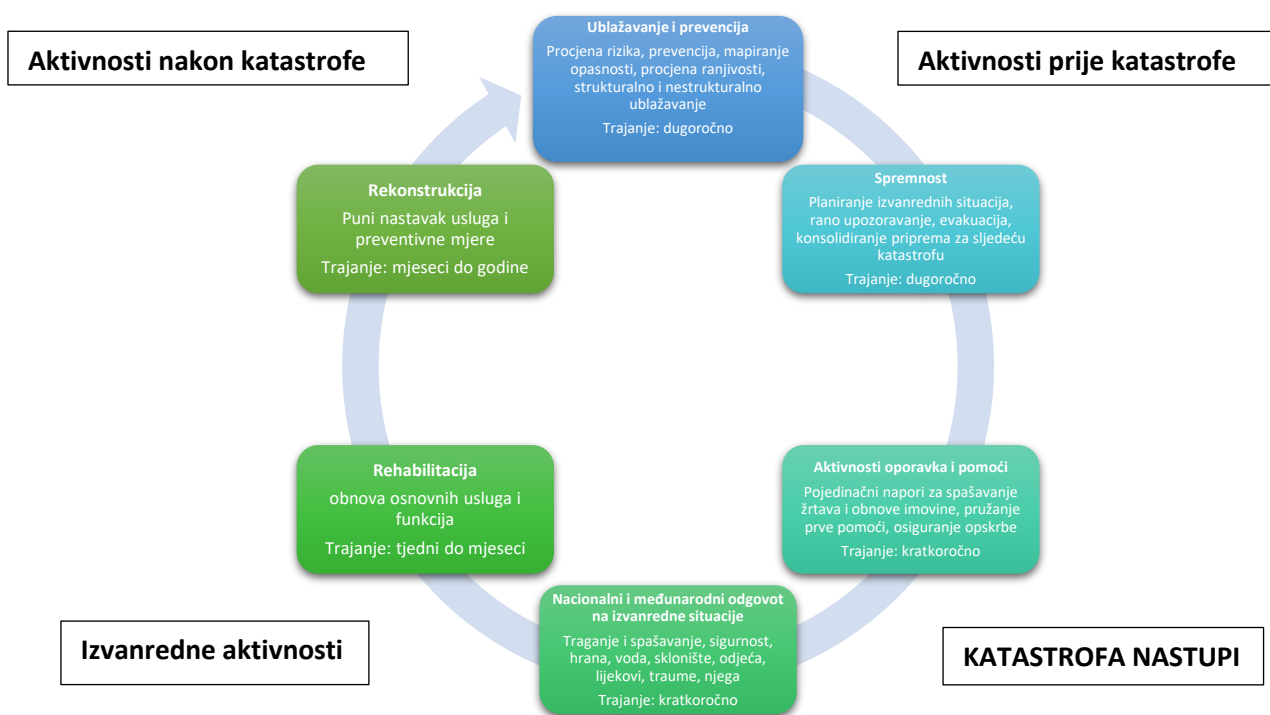 Aktivnosti nakon katastrofe
Ublažavanje i prevencija
Procjena rizika, prevencija, mapiranje
opasnosti, procjena ranjivosti,
strukturalno i nestrukturalno
ublažavanje
Trajanje: dugoročno
Aktivnosti prije katastrofe
Rekonstrukcija
Puni nastavak usluga i
preventivne mjere
Trajanje: mjeseci do godine
Spremnost
Planiranje izvanrednih situacija,
rano upozoravanje, evakuacija,
konsolidiranje priprema za sljedeću
katastrofu
Trajanje: dugoročno
Rehabilitacija
obnova osnovnih usluga i
funkcija
Trajanje: tjedni do mjeseci
Aktivnosti oporavka i pomoći
Pojedinačni napori za spašavanje
žrtava i obnove imovine, pružanje
prve pomoći, osiguranje opskrbe
Trajanje: kratkoročno
Izvanredne aktivnosti
Nacionalni i međunarodni odgovot
na izvanredne situacije
Traganje i spašavanje, sigurnost,
hrana, voda, sklonište, odjeća,
lijekovi, traume, njega
Trajanje: kratkoročno
KATASTROFA NASTUPI